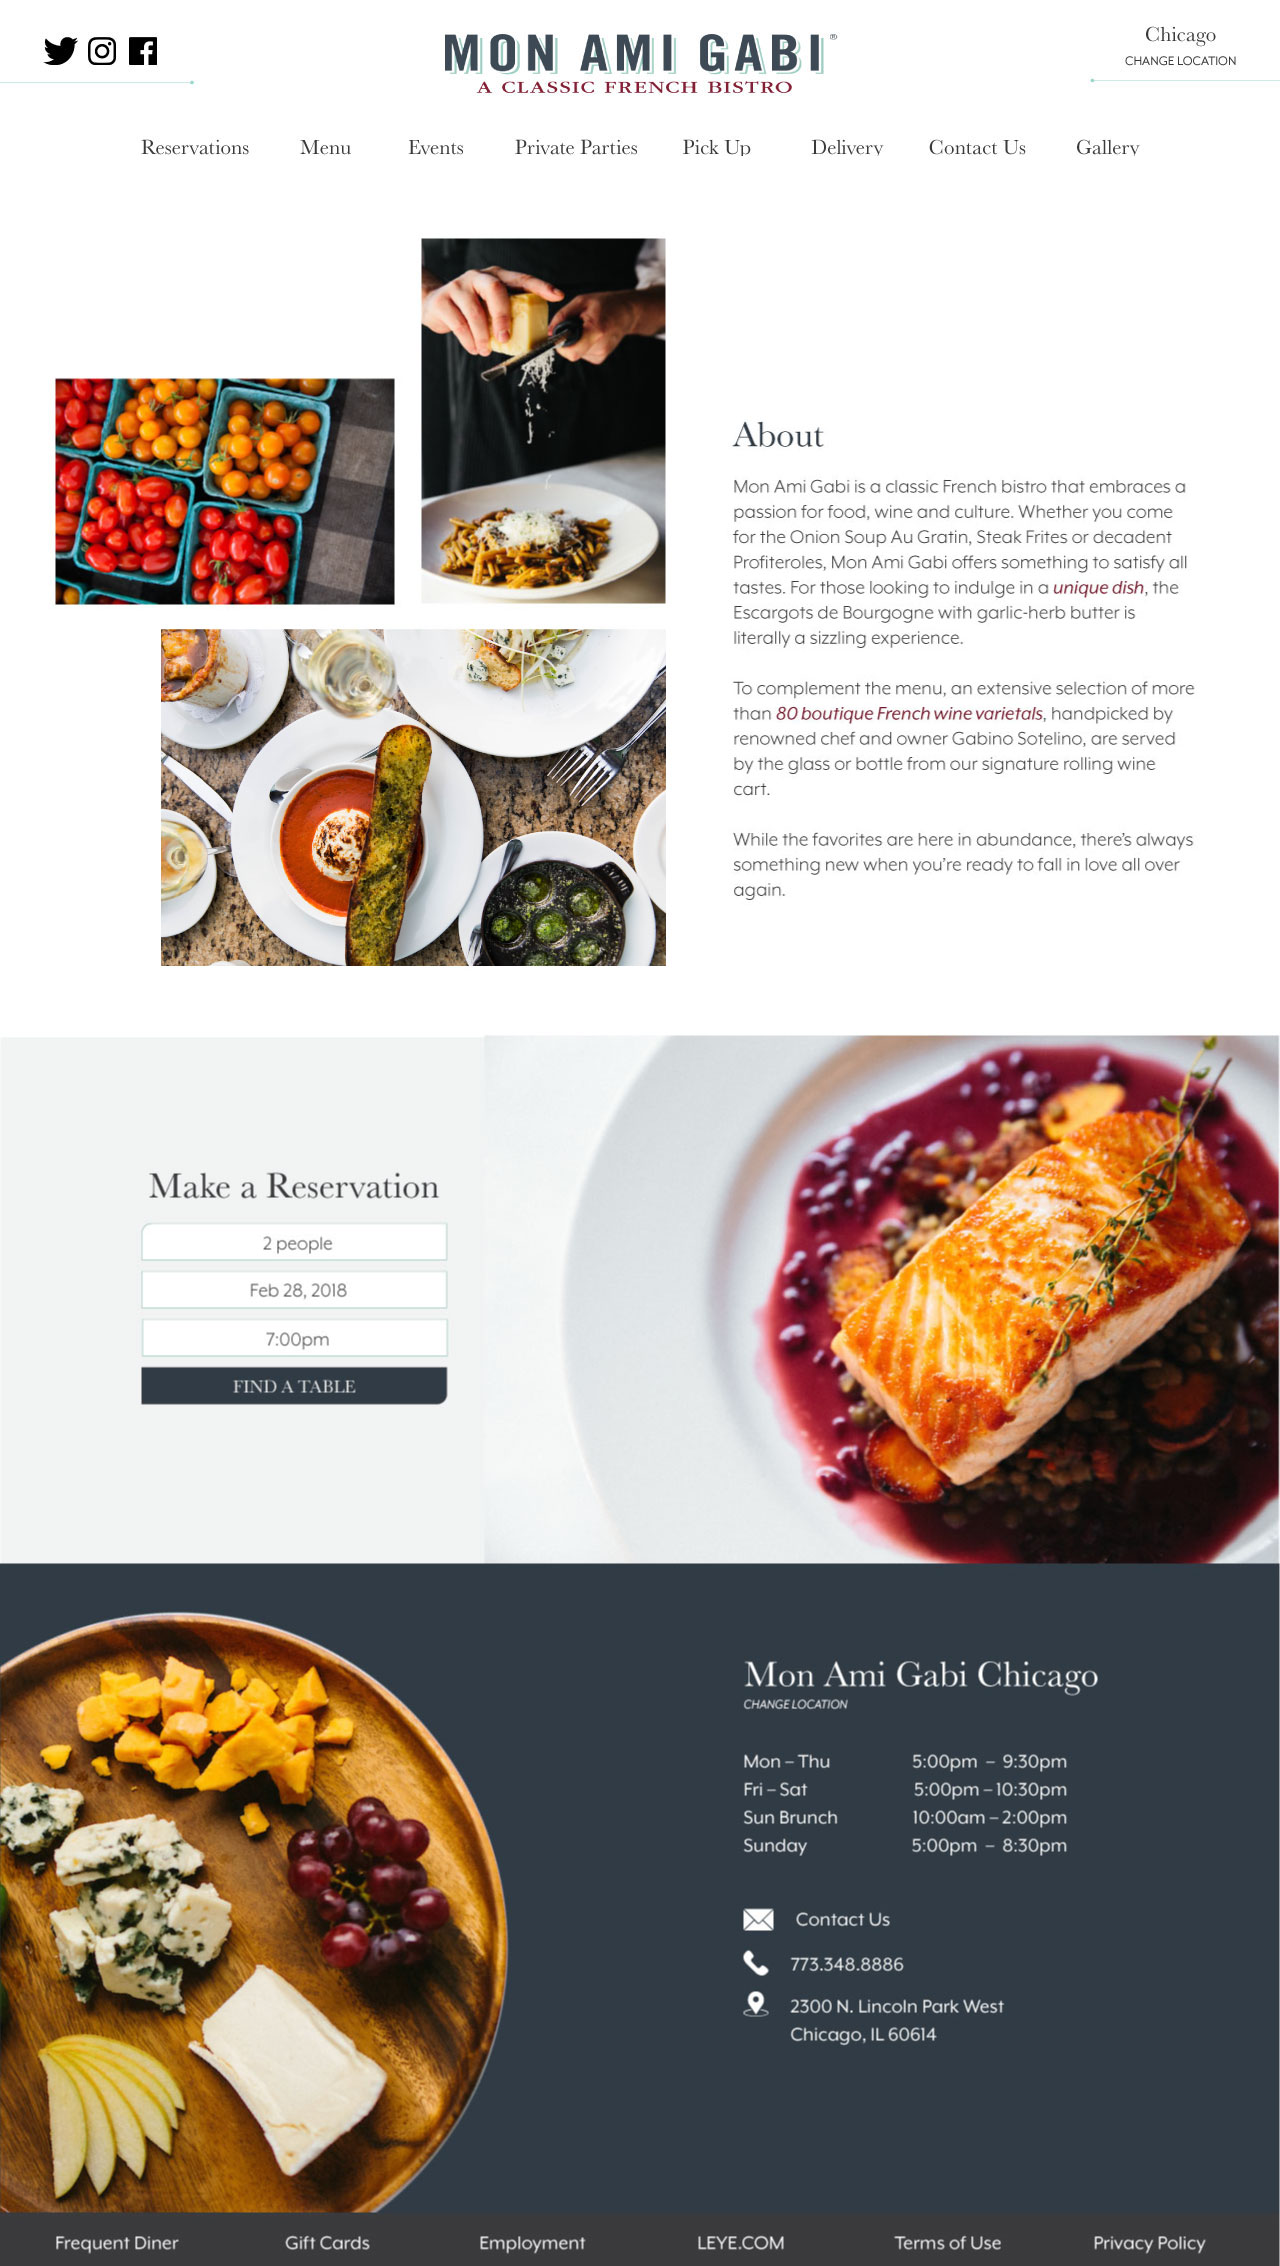 MON AMI GABI®
A CLASSIC FRENCH BISTRO
Chicago
CHANGE LOCATION
Reservations Menu Events Private Parties Pick Up Delivery Contact Us Gallery
About
Mon Ami Gabi is a classic French bistro that embraces a
passion for food, wine and culture. Whether you come
for the Onion Soup Au Gratin, Steak Frites or decadent
Profiteroles, Mon Ami Gabi offers something to satisfy all
tastes. For those looking to indulge in a unique dish, the
Escargots de Bourgogne with garlic-herb butter is
literally a sizzling experience.
To complement the menu, an extensive selection of more
than 80 boutique French wine varietals, handpicked by
renowned chef and owner Gabino Sotelino, are served
by the glass or bottle from our signature rolling wine
cart.
While the favorites are here in abundance, there's always
something new when you're ready to fall in love all over
again.
Make a Reservation
2 people
Feb 28, 2018
7:00pm
FIND A TABLE
Mon Ami Gabi Chicago
CHANGE LOCATION
Mon – Thu 5:00pm – 9:30pm
Fri – Sat 5:00pm – 10:30pm
Sun Brunch 10:00am – 2:00pm
Sunday 5:00pm – 8:30pm
Contact Us
773.348.8886
2300 N. Lincoln Park West
Chicago, IL 60614
Frequent Diner Gift Cards Employment LEYE.COM Terms of Use Privacy Policy